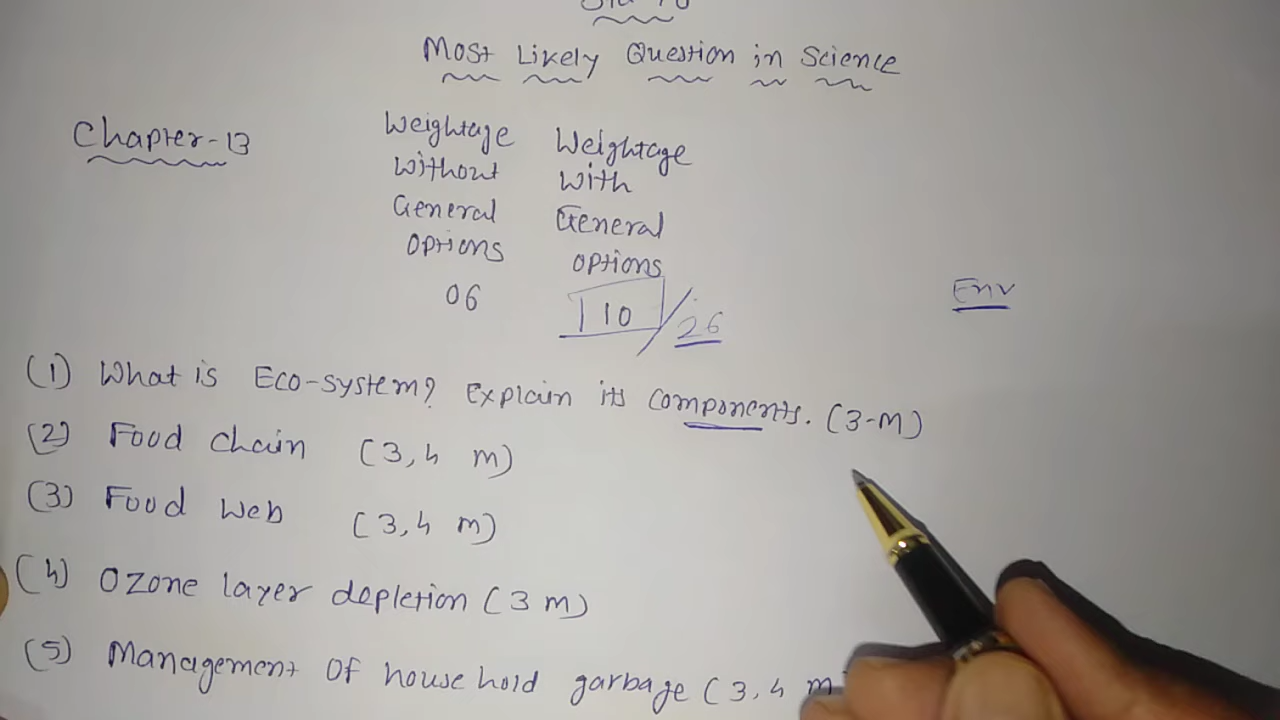 Most Likely Question in Science
Chapter-13
Weightage
without
General
options
06
Weightage
with
General
options
10/26
Env
(1) What is Eco-system? Explain its components. (3-M)
(2) Food chain (3,4 m)
(3) Food web (3,4 m)
(4) Ozone layer depletion (3 m)
(5) Management of house hold garbage (3,4 m